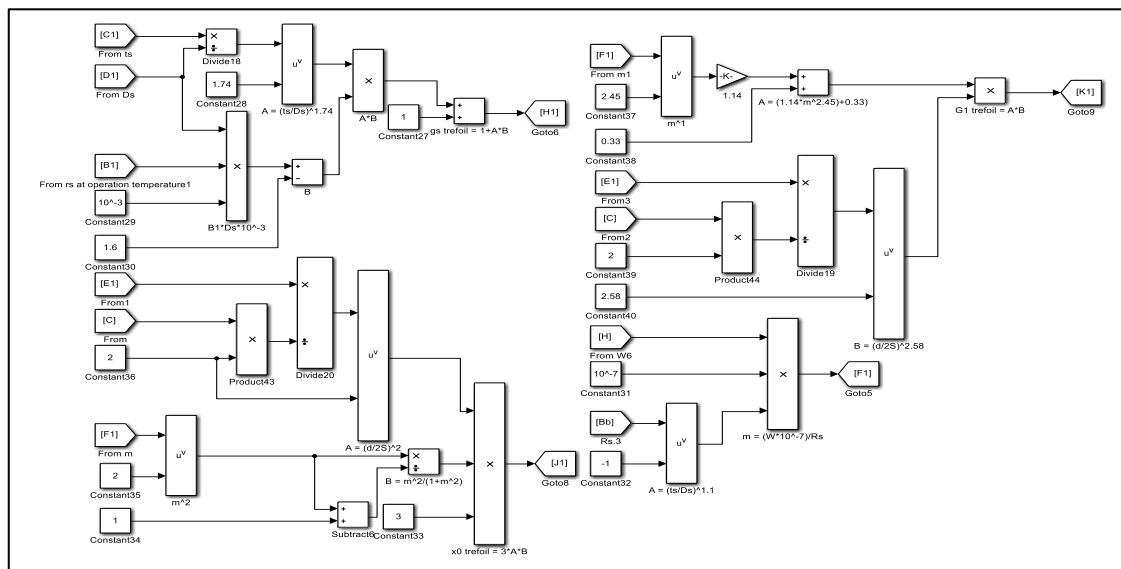 [C1]
From ts
×
÷
Divide18
[D1]
From Ds
1.74
Constant28
u^v
A = (ts/Ds)^1.74
×
A*B
1
Constant27
+
+
gs trefoil = 1+A*B
[H1]
Goto6
[B1]
From rs at operation temperature1
10^-3
Constant29
×
B1*Ds*10^-3
+
−
B
1.6
Constant30
[E1]
From1
[C]
From
2
Constant36
×
Product43
×
÷
Divide20
u^v
A = (d/2S)^2
[F1]
From m
2
Constant35
u^v
m^2
1
Constant34
+
+
Subtract6
×
÷
B = m^2/(1+m^2)
3
Constant33
×
x0 trefoil = 3*A*B
[J1]
Goto8
[F1]
From m1
2.45
Constant37
u^v
m^1
-K-
1.14
+
+
A = (1.14*m^2.45)+0.33)
0.33
Constant38
×
G1 trefoil = A*B
[K1]
Goto9
[E1]
From3
[C]
From2
2
Constant39
×
Product44
×
÷
Divide19
2.58
Constant40
u^v
B = (d/2S)^2.58
[H]
From W6
10^-7
Constant31
×
m = (W*10^-7)/Rs
[F1]
Goto5
[Bb]
Rs.3
-1
Constant32
u^v
A = (ts/Ds)^1.1